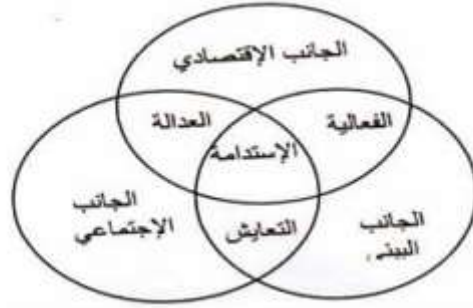 الجانب الإقتصادي
العدالة
الفعالية
الإستدامة
الجانب
الإجتماعي
التعايش
الجانب
البيئي